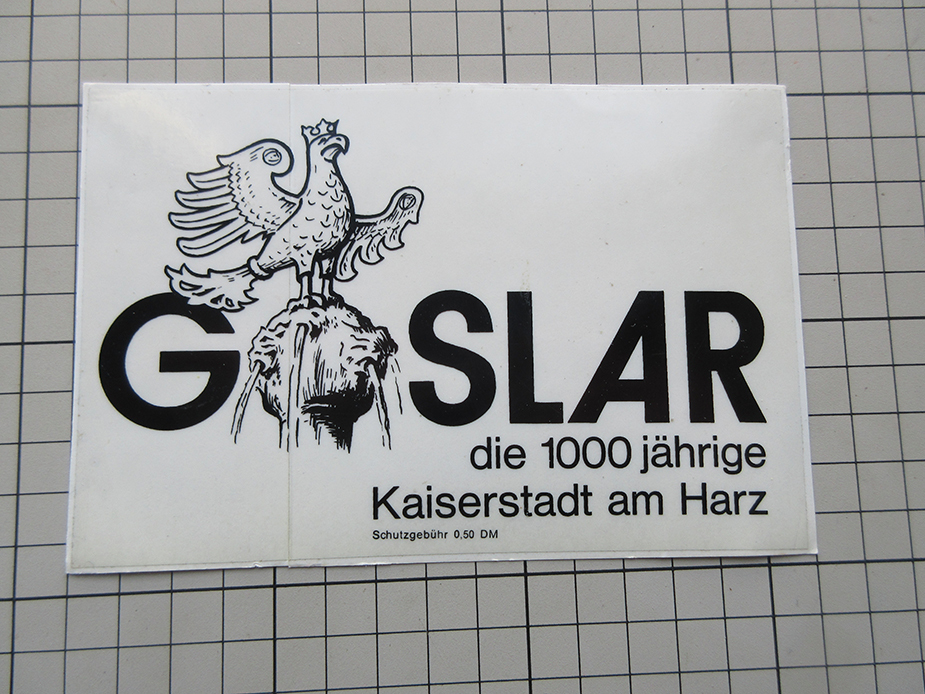 GOSLAR
die 1000 jährige
Kaiserstadt am Harz
Schutzgebühr 0,50 DM